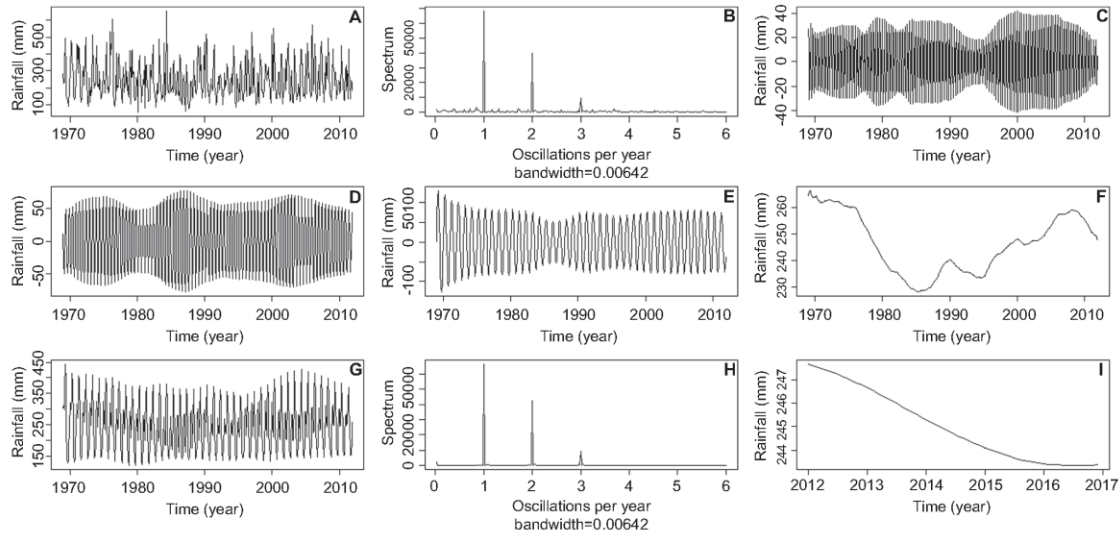 A
Rainfall (mm)
100 300 500
1970 1980 1990 2000 2010
Time (year)
B
Spectrum
0 20000 50000
0 1 2 3 4 5 6
Oscillations per year
bandwidth=0.00642
C
Rainfall (mm)
-40 -20 0 20 40
1970 1980 1990 2000 2010
Time (year)
D
Rainfall (mm)
-50 0 50
1970 1980 1990 2000 2010
Time (year)
E
Rainfall (mm)
-100 0 50 100
1970 1980 1990 2000 2010
Time (year)
F
Rainfall (mm)
230 240 250 260
1970 1980 1990 2000 2010
Time (year)
G
Rainfall (mm)
150 250 350 450
1970 1980 1990 2000 2010
Time (year)
H
Spectrum
0 20000 50000
0 1 2 3 4 5 6
Oscillations per year
bandwidth=0.00642
I
Rainfall (mm)
244 245 246 247
2012 2013 2014 2015 2016 2017
Time (year)